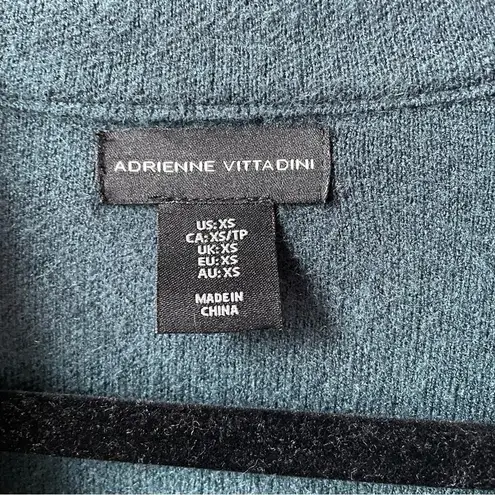 ADRIENNE VITTADINI
US:XS
CA:XS/TP
UK:XS
EU:XS
AU:XS
MADE IN
CHINA